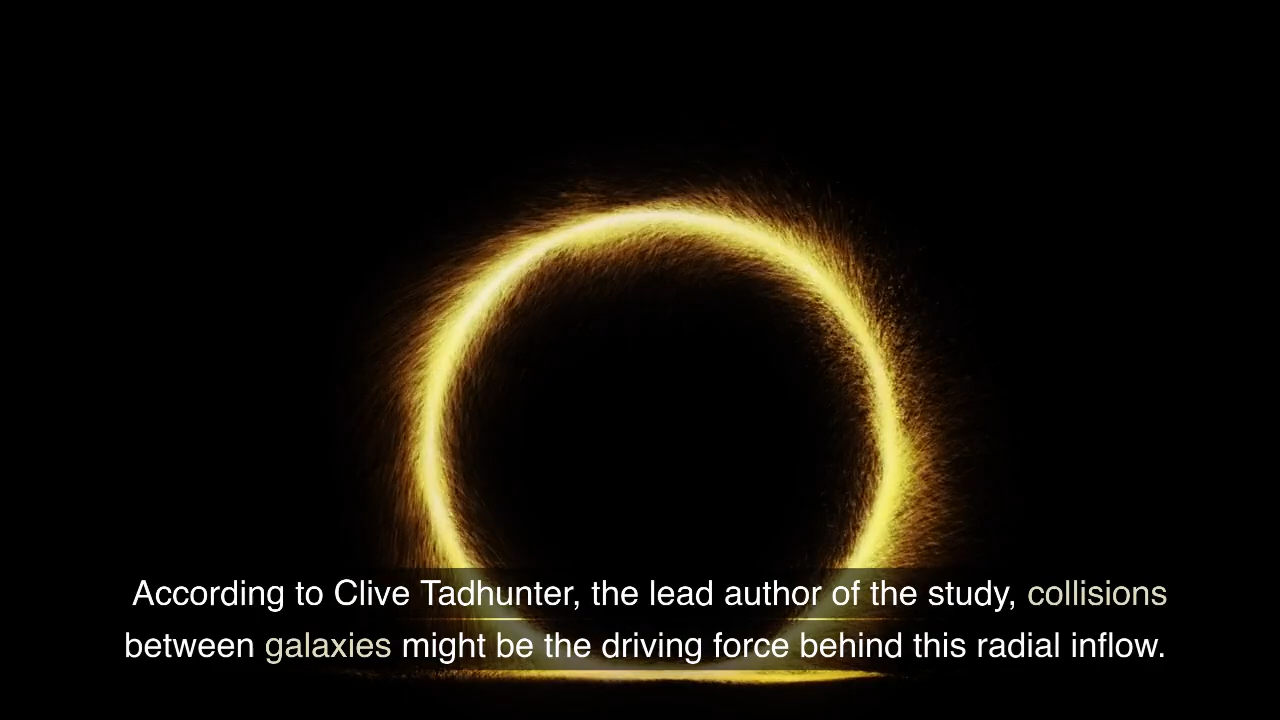 According to Clive Tadhunter, the lead author of the study, collisions
between galaxies might be the driving force behind this radial inflow.